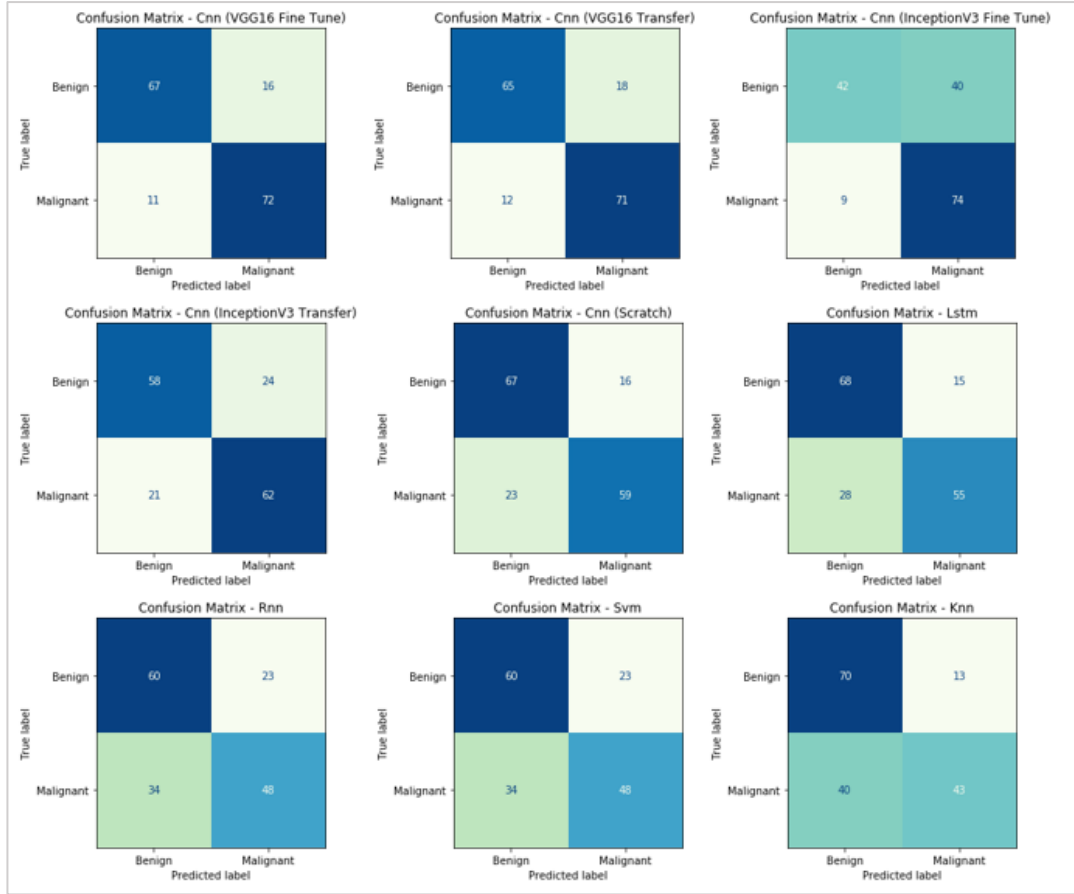 Confusion Matrix - Cnn (VGG16 Fine Tune)
True label
Benign
67
16
Malignant
11
72
Benign
Malignant
Predicted label
Confusion Matrix - Cnn (VGG16 Transfer)
True label
Benign
65
18
Malignant
12
71
Benign
Malignant
Predicted label
Confusion Matrix - Cnn (InceptionV3 Fine Tune)
True label
Benign
42
40
Malignant
9
74
Benign
Malignant
Predicted label
Confusion Matrix - Cnn (InceptionV3 Transfer)
True label
Benign
58
24
Malignant
21
62
Benign
Malignant
Predicted label
Confusion Matrix - Cnn (Scratch)
True label
Benign
67
16
Malignant
23
59
Benign
Malignant
Predicted label
Confusion Matrix - Lstm
True label
Benign
68
15
Malignant
28
55
Benign
Malignant
Predicted label
Confusion Matrix - Rnn
True label
Benign
60
23
Malignant
34
48
Benign
Malignant
Predicted label
Confusion Matrix - Svm
True label
Benign
60
23
Malignant
34
48
Benign
Malignant
Predicted label
Confusion Matrix - Knn
True label
Benign
70
13
Malignant
40
43
Benign
Malignant
Predicted label